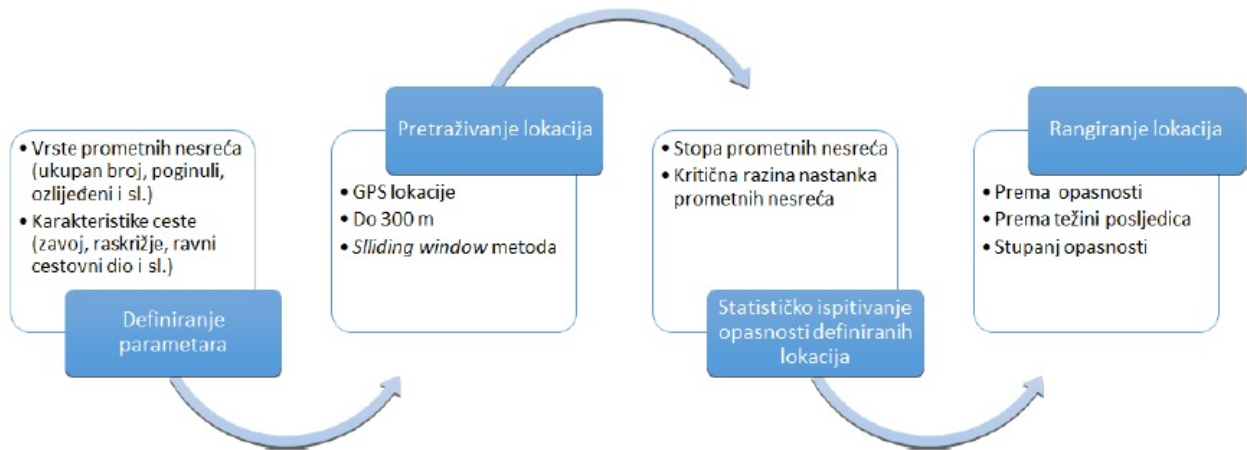 • Vrste prometnih nesreća
(ukupan broj, poginuli,
ozlijeđeni i sl.)
• Karakteristike ceste
(zavoj, raskrižje, ravni
cestovni dio i sl.)
Definiranje
parametara
Pretraživanje lokacija
• GPS lokacije
• Do 300 m
• Slliding window metoda
• Stopa prometnih nesreća
• Kritična razina nastanka
prometnih nesreća
Statističko ispitivanje
opasnosti definiranih
lokacija
Rangiranje lokacija
• Prema opasnosti
• Prema težini posljedica
• Stupanj opasnosti